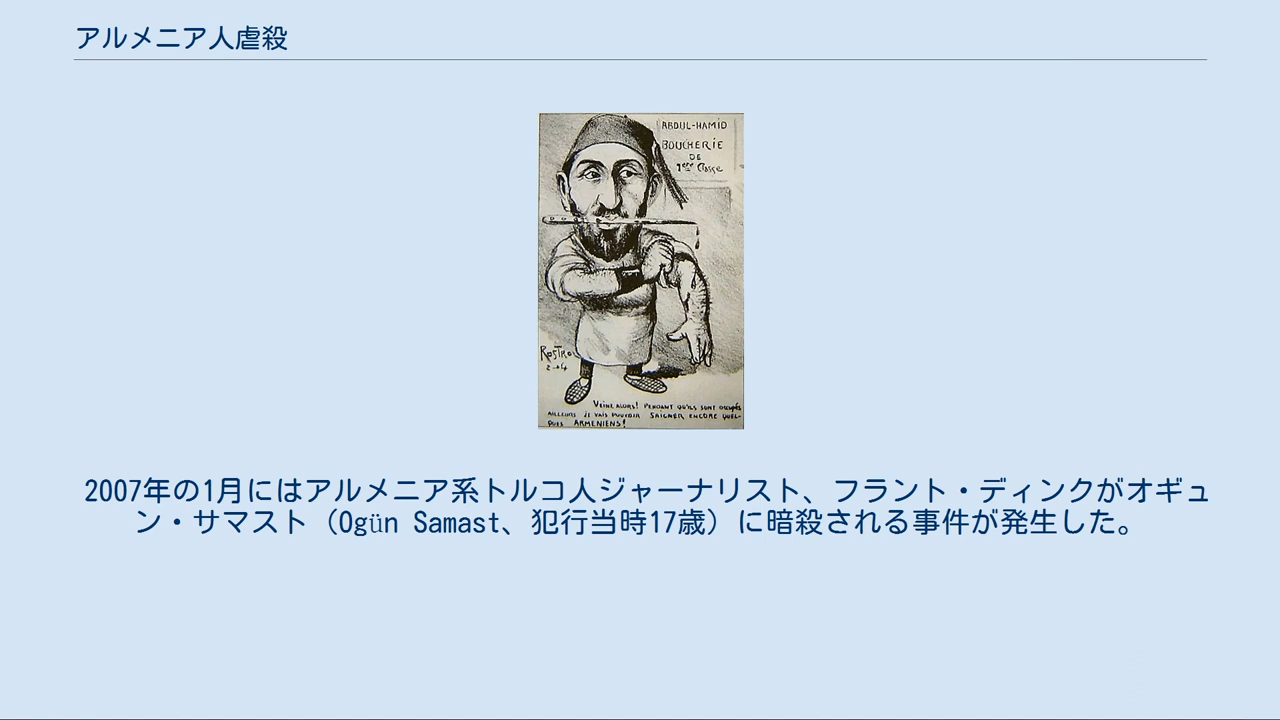 アルメニア人虐殺
ABDUL-HAMID
BOUCHERIE
DE
1ère Classe
ROSTRO
VEINE ALORS! PENDANT QU'ILS SONT OCCUPÉS
AILLEURS JE VAIS POUVOIR SAIGNER ENCORE QUEL-
QUES ARMENIENS!
2007年の1月にはアルメニア系トルコ人ジャーナリスト、フラント・ディンクがオギュ
ン・サマスト（Ogün Samast、犯行当時17歳）に暗殺される事件が発生した。